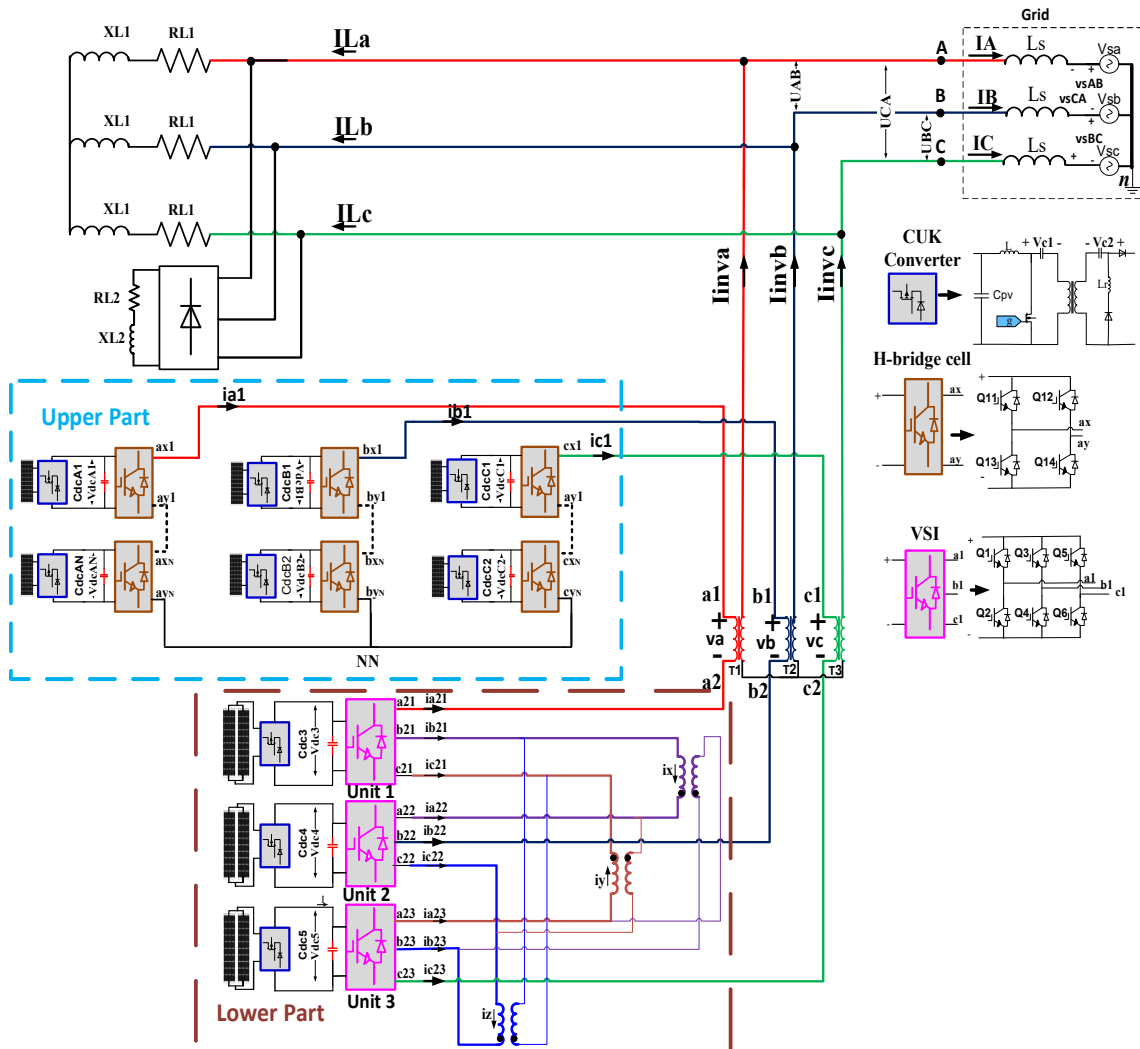 Grid
XL1
RL1
ILa
A
IA
Ls
Vsa
- +
vsAB
UAB
UCA
XL1
RL1
ILb
B
IB
Ls
vsCA
Vsb
- +
UBC
vsBC
C
IC
Ls
Vsc
+ -
n
XL1
RL1
ILc
RL2
XL2
Iinva
Iinvb
Iinvc
CUK
Converter
L
+ Vc1 -
- Vc2 +
Cpv
Lr
g
H-bridge cell
+
-
ax
ay
+
Q11
Q12
ax
ay
Q13
Q14
-
VSI
+
-
a1
b1
c1
+
Q1
Q3
Q5
a1
b1
c1
Q2
Q4
Q6
-
Upper Part
ia1
ib1
ic1
CdcA1
-VdcA1+
ax1
ay1
CdcB1
bx1
by1
CdcC1
-VdcC1+
cx1
ay1
CdcAN
-VdcAN+
axN
ayN
CdcB2
-VdcB2+
bxN
byN
CdcC2
-VdcC2+
cxN
cyN
NN
a1
b1
c1
+ + +
va
vb
vc
- - -
T1
T2
T3
a2
b2
c2
Cdc3
Vdc3
a21
ia21
b21
ib21
c21
ic21
Unit 1
ix
Cdc4
Vdc4
a22
ia22
b22
ib22
c22
ic22
Unit 2
iy
Cdc5
Vdc5
a23
ia23
b23
ib23
c23
ic23
Unit 3
iz
Lower Part